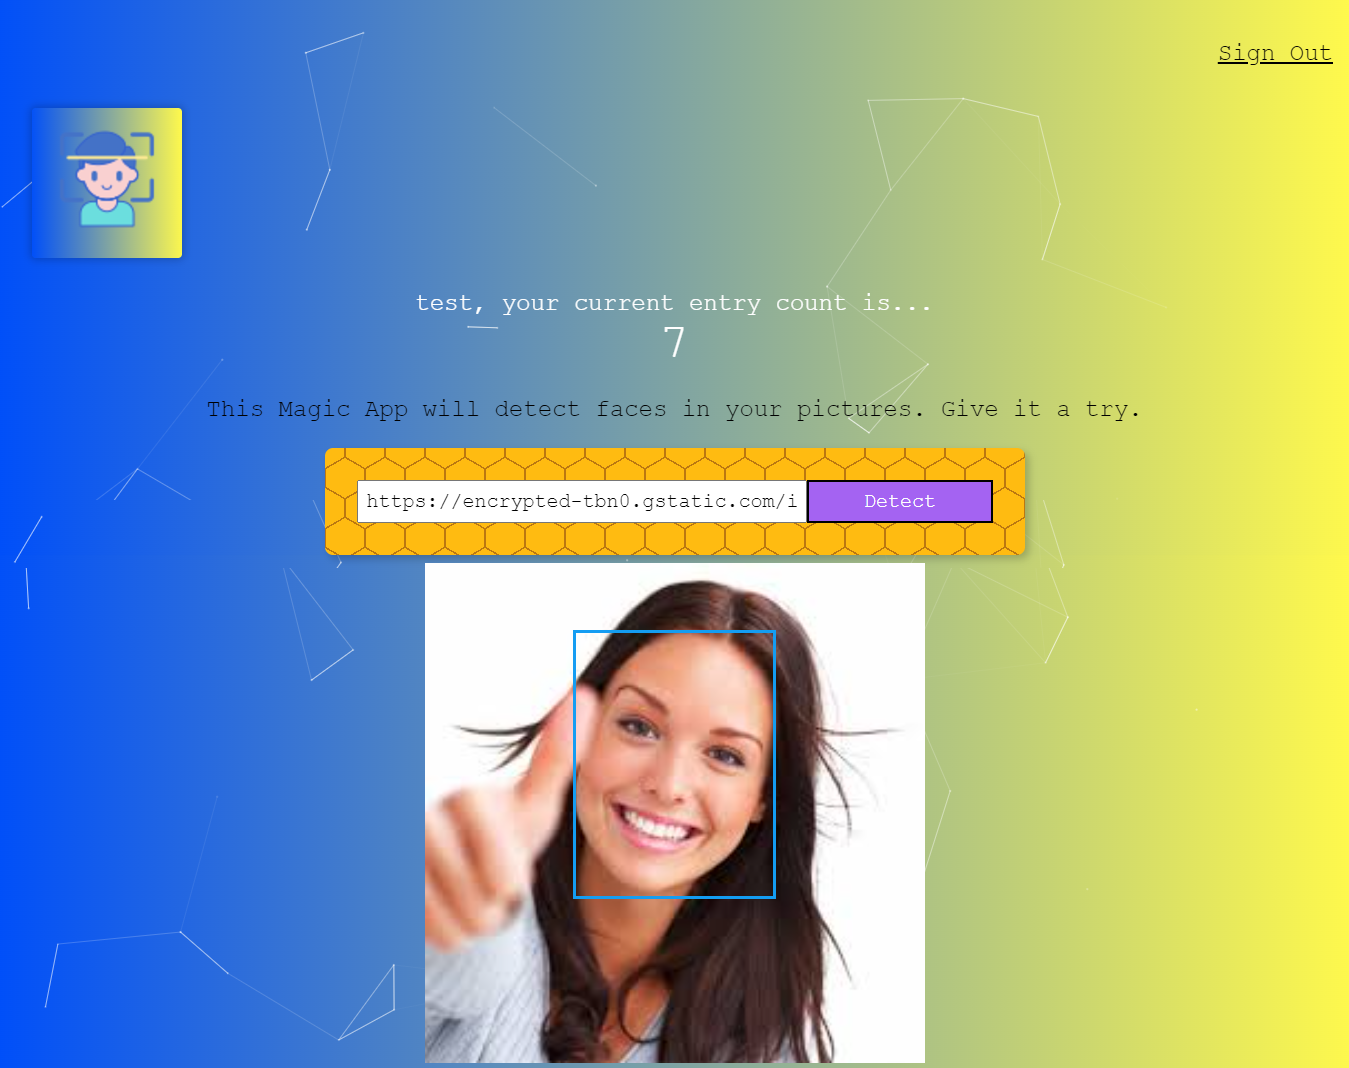 Sign Out
test, your current entry count is...
7
This Magic App will detect faces in your pictures. Give it a try.
https://encrypted-tbn0.gstatic.com/i
Detect